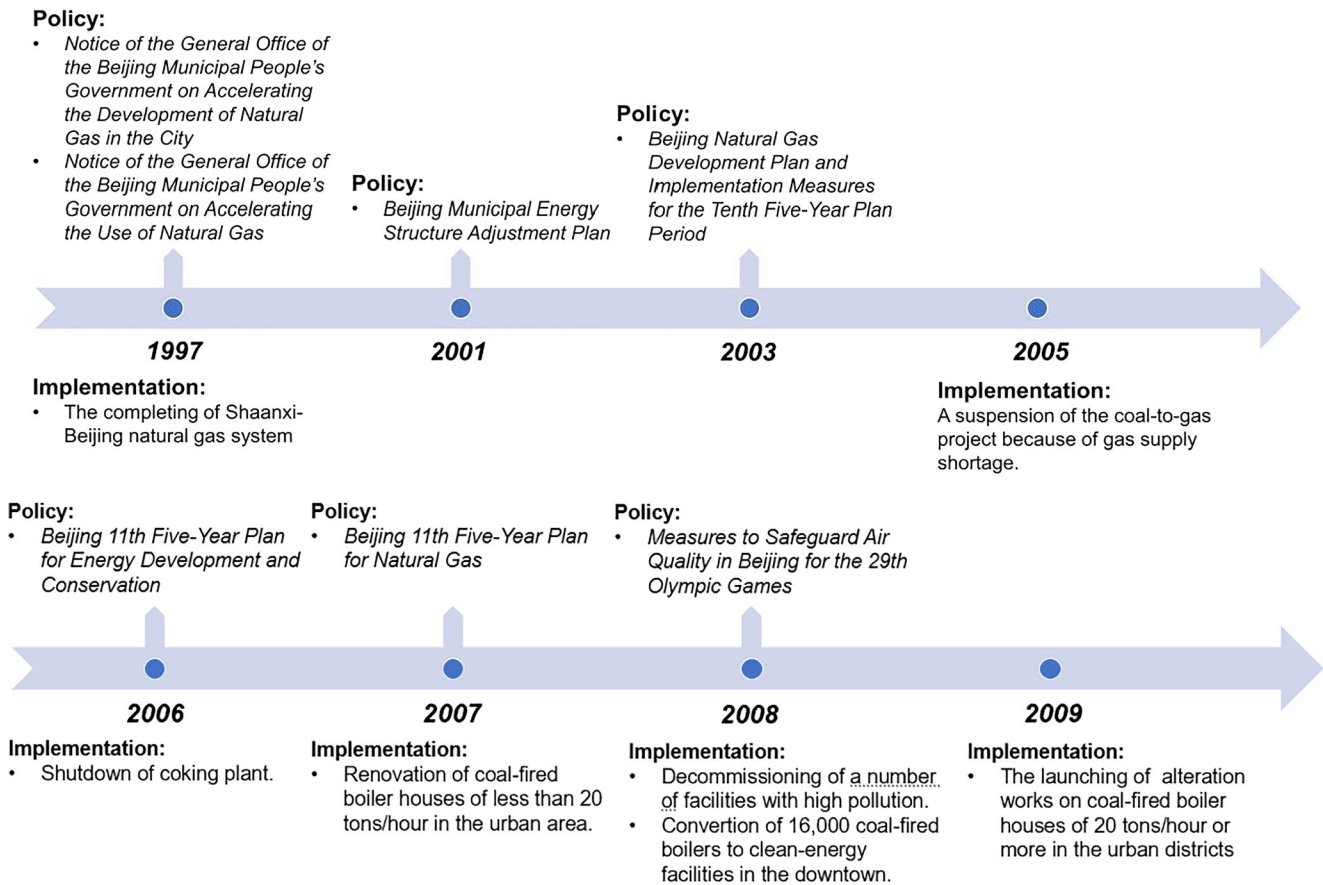 Policy:
• Notice of the General Office of
the Beijing Municipal People's
Government on Accelerating
the Development of Natural
Gas in the City
• Notice of the General Office of
the Beijing Municipal People's
Government on Accelerating
the Use of Natural Gas
Policy:
• Beijing Municipal Energy
Structure Adjustment Plan
Policy:
• Beijing Natural Gas
Development Plan and
Implementation Measures
for the Tenth Five-Year Plan
Period
1997
2001
2003
2005
Implementation:
• The completing of Shaanxi-
Beijing natural gas system
Implementation:
A suspension of the coal-to-gas
project because of gas supply
shortage.
Policy:
• Beijing 11th Five-Year Plan
for Energy Development and
Conservation
Policy:
• Beijing 11th Five-Year Plan
for Natural Gas
Policy:
• Measures to Safeguard Air
Quality in Beijing for the 29th
Olympic Games
2006
2007
2008
2009
Implementation:
• Shutdown of coking plant.
Implementation:
• Renovation of coal-fired
boiler houses of less than 20
tons/hour in the urban area.
Implementation:
• Decommissioning of a number
of facilities with high pollution.
• Convertion of 16,000 coal-fired
boilers to clean-energy
facilities in the downtown.
Implementation:
• The launching of alteration
works on coal-fired boiler
houses of 20 tons/hour or
more in the urban districts